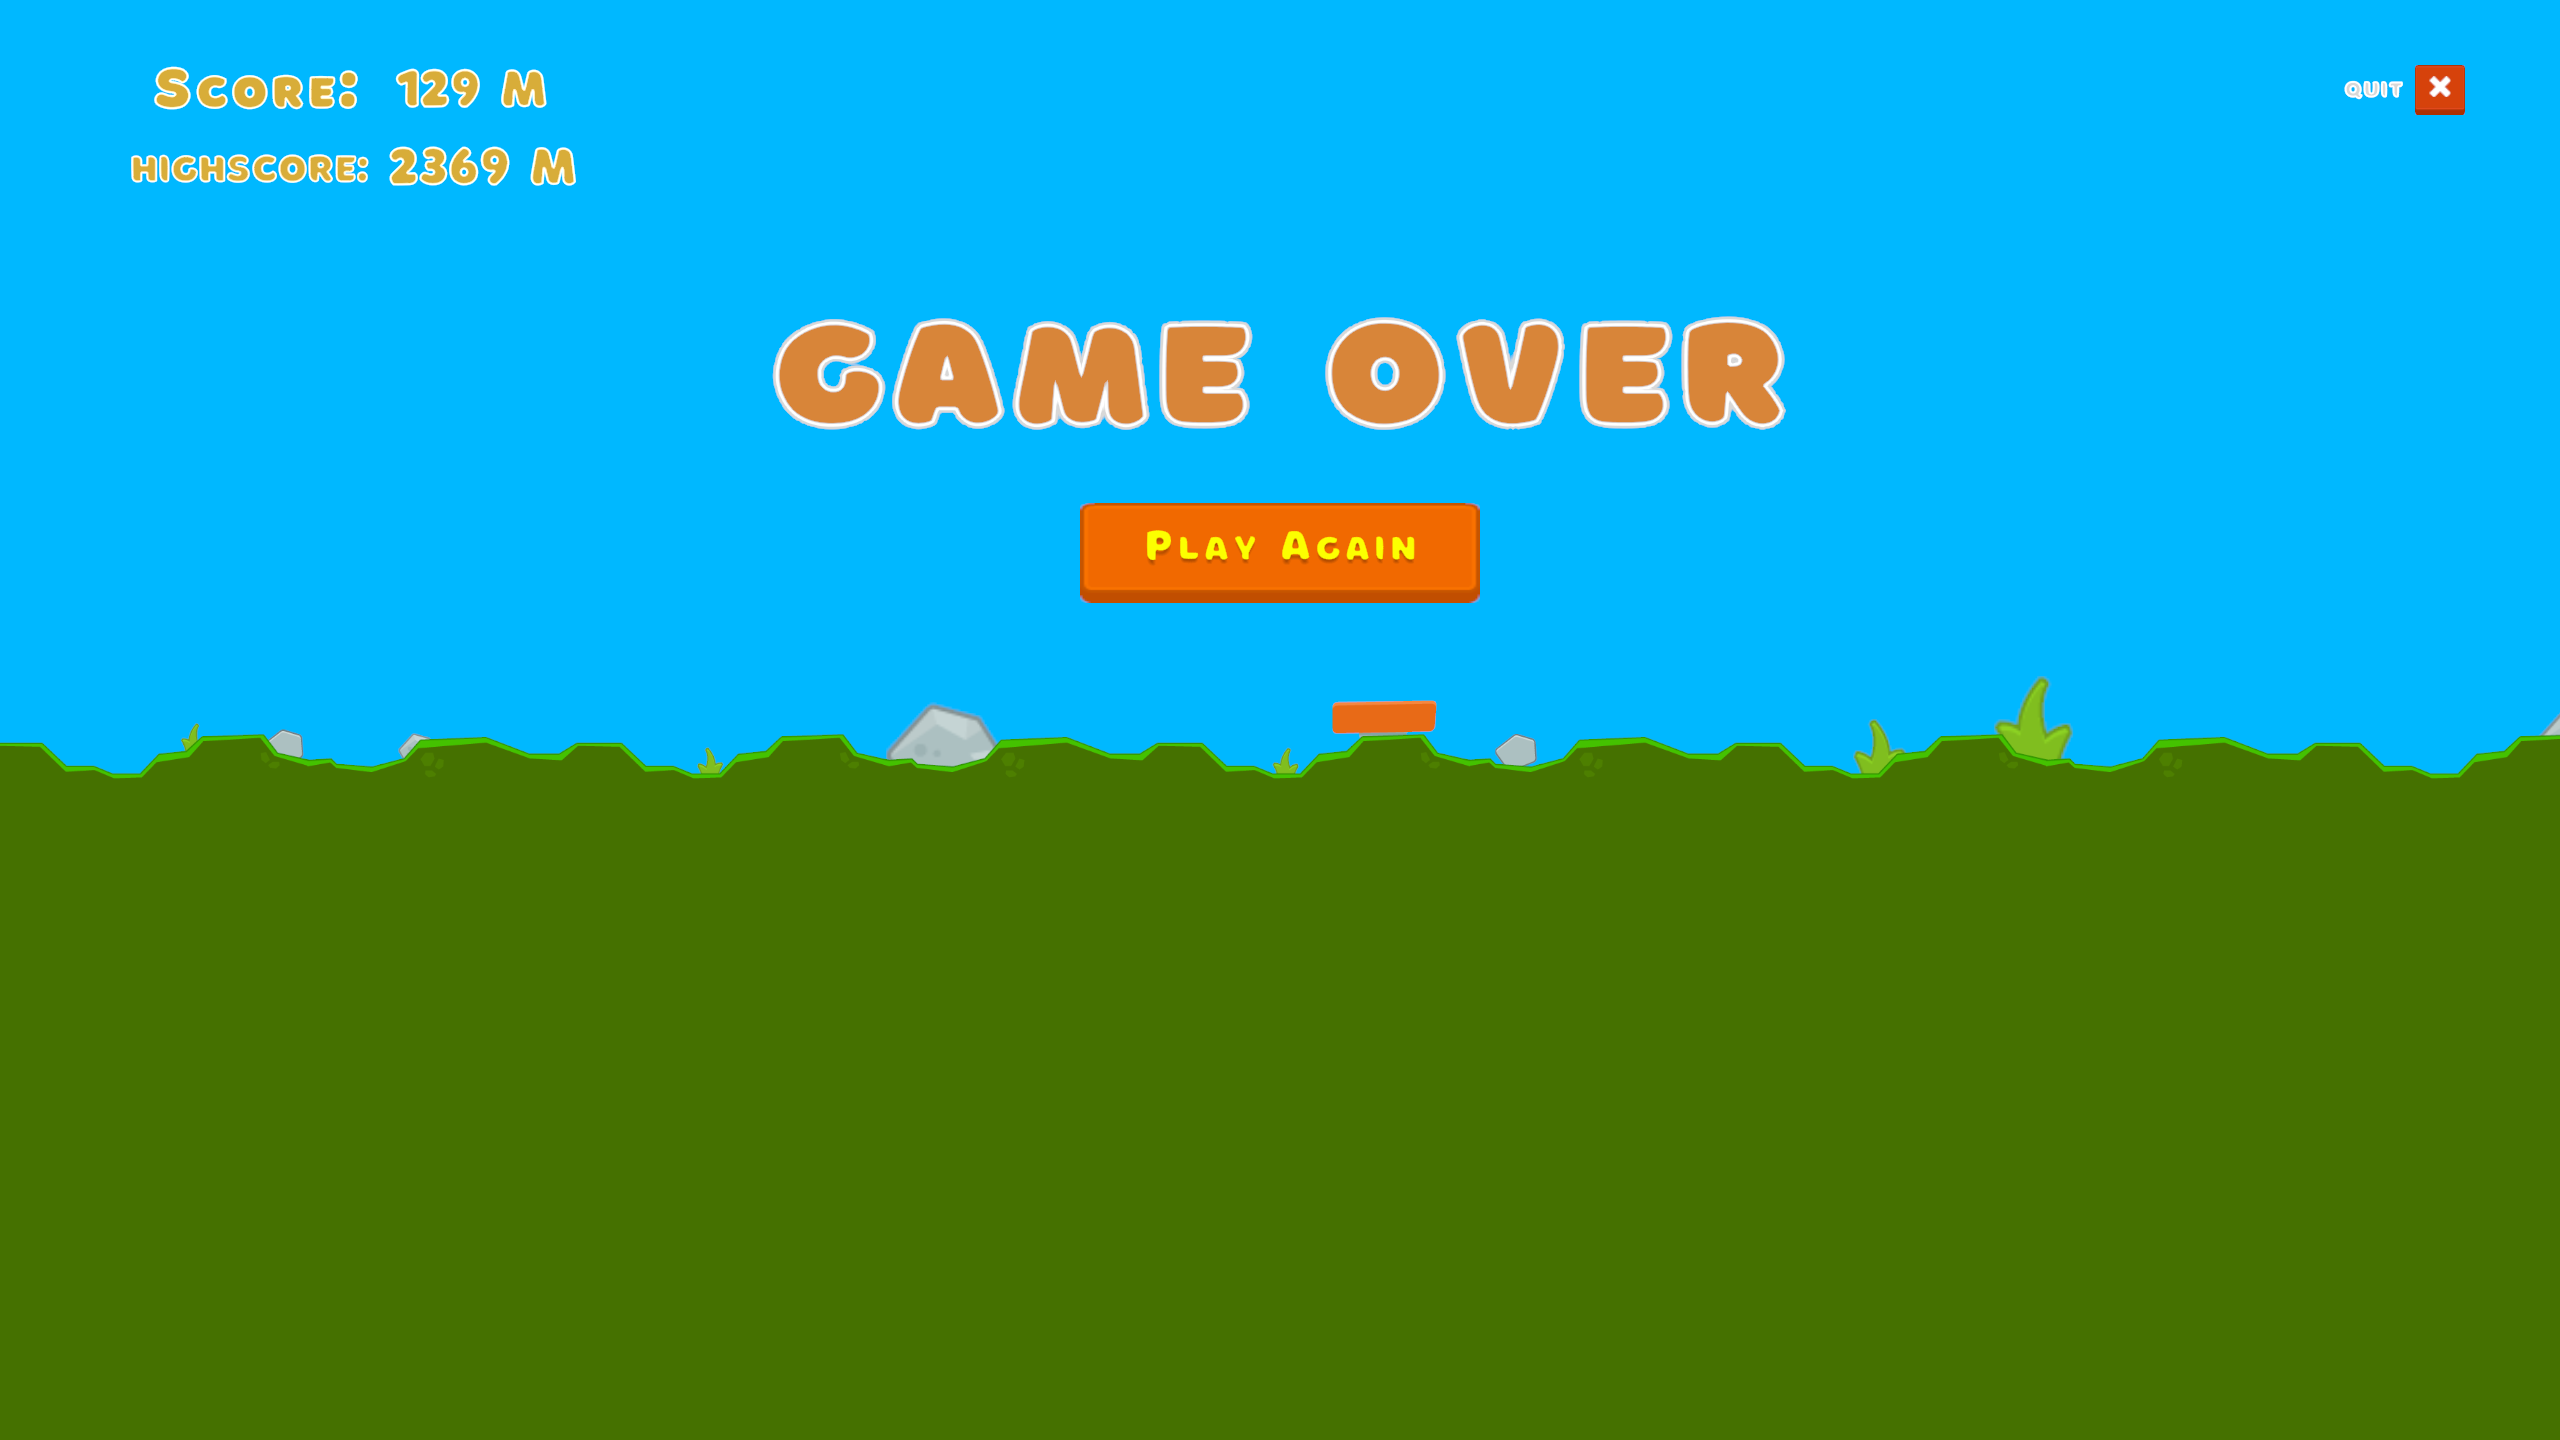 Score: 129 M
QUIT
HIGHSCORE: 2369 M
GAME OVER
Play Again